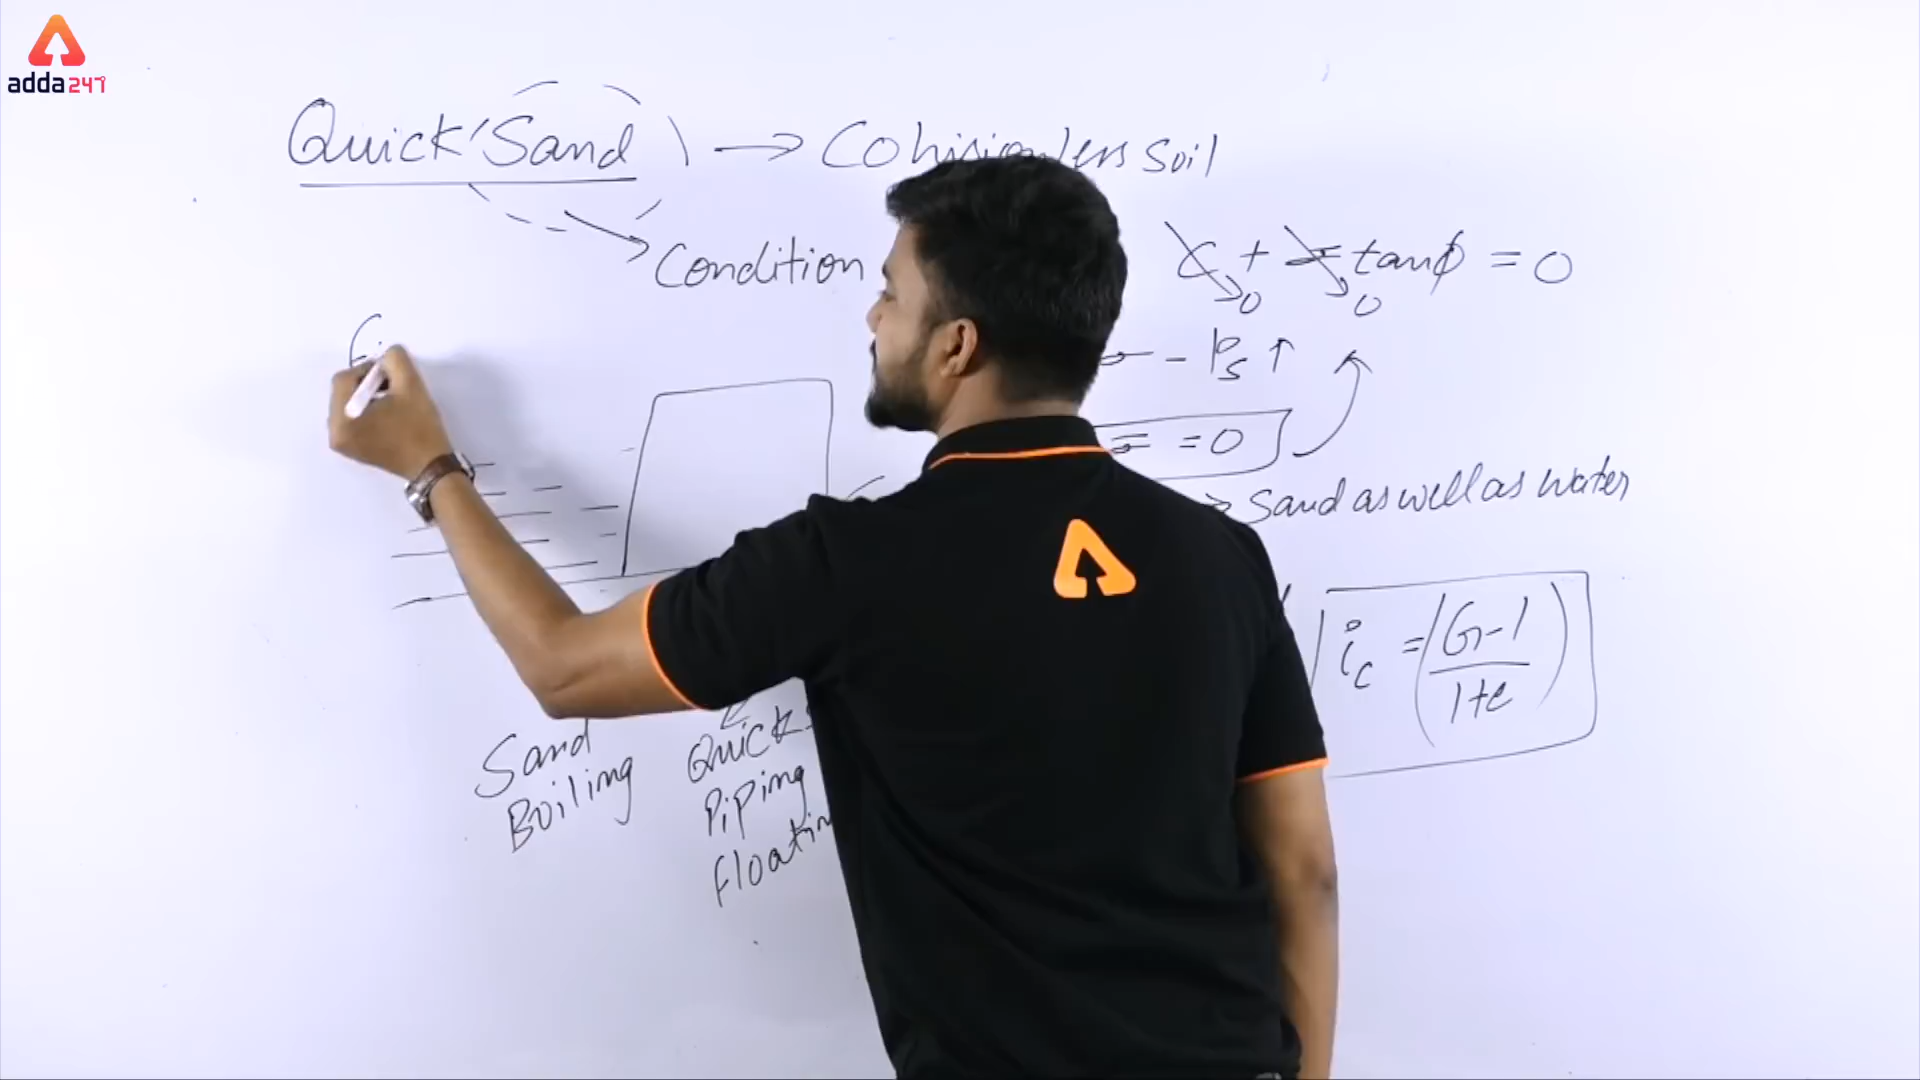 adda247
Quick Sand → Cohisionless soil
Condition
C + tanϕ = 0
0 0
- Ps ↑
= 0
→ Sand as well as water
ic = (G-1 / 1+e)
Sand
Boiling
Quick
Piping